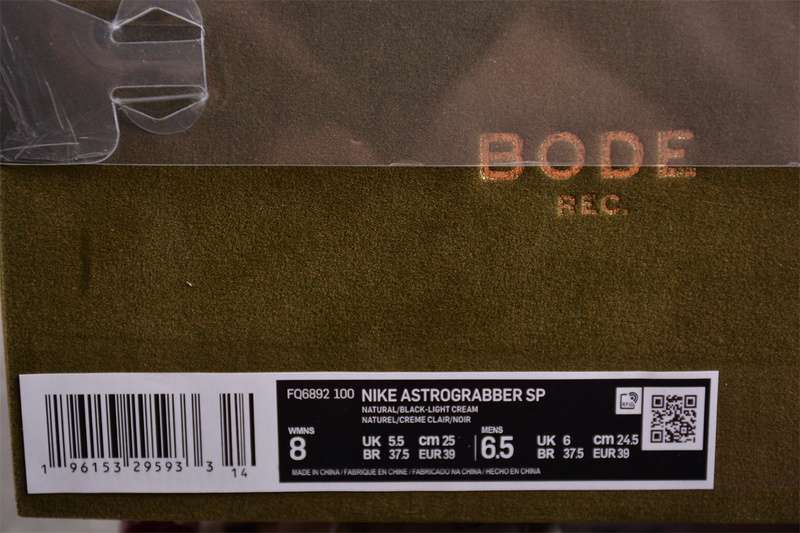 BODE
REC.
FQ6892 100 NIKE ASTROGRABBER SP
NATURAL/BLACK-LIGHT CREAM
NATUREL/CREME CLAIR/NOIR
WMNS 8 UK 5.5 cm 25 BR 37.5 EUR 39
MENS 6.5 UK 6 cm 24.5 BR 37.5 EUR 39
MADE IN CHINA / FABRIQUE EN CHINE / FABRICADO NA CHINA / HECHO EN CHINA
1 96153 29593 3 14